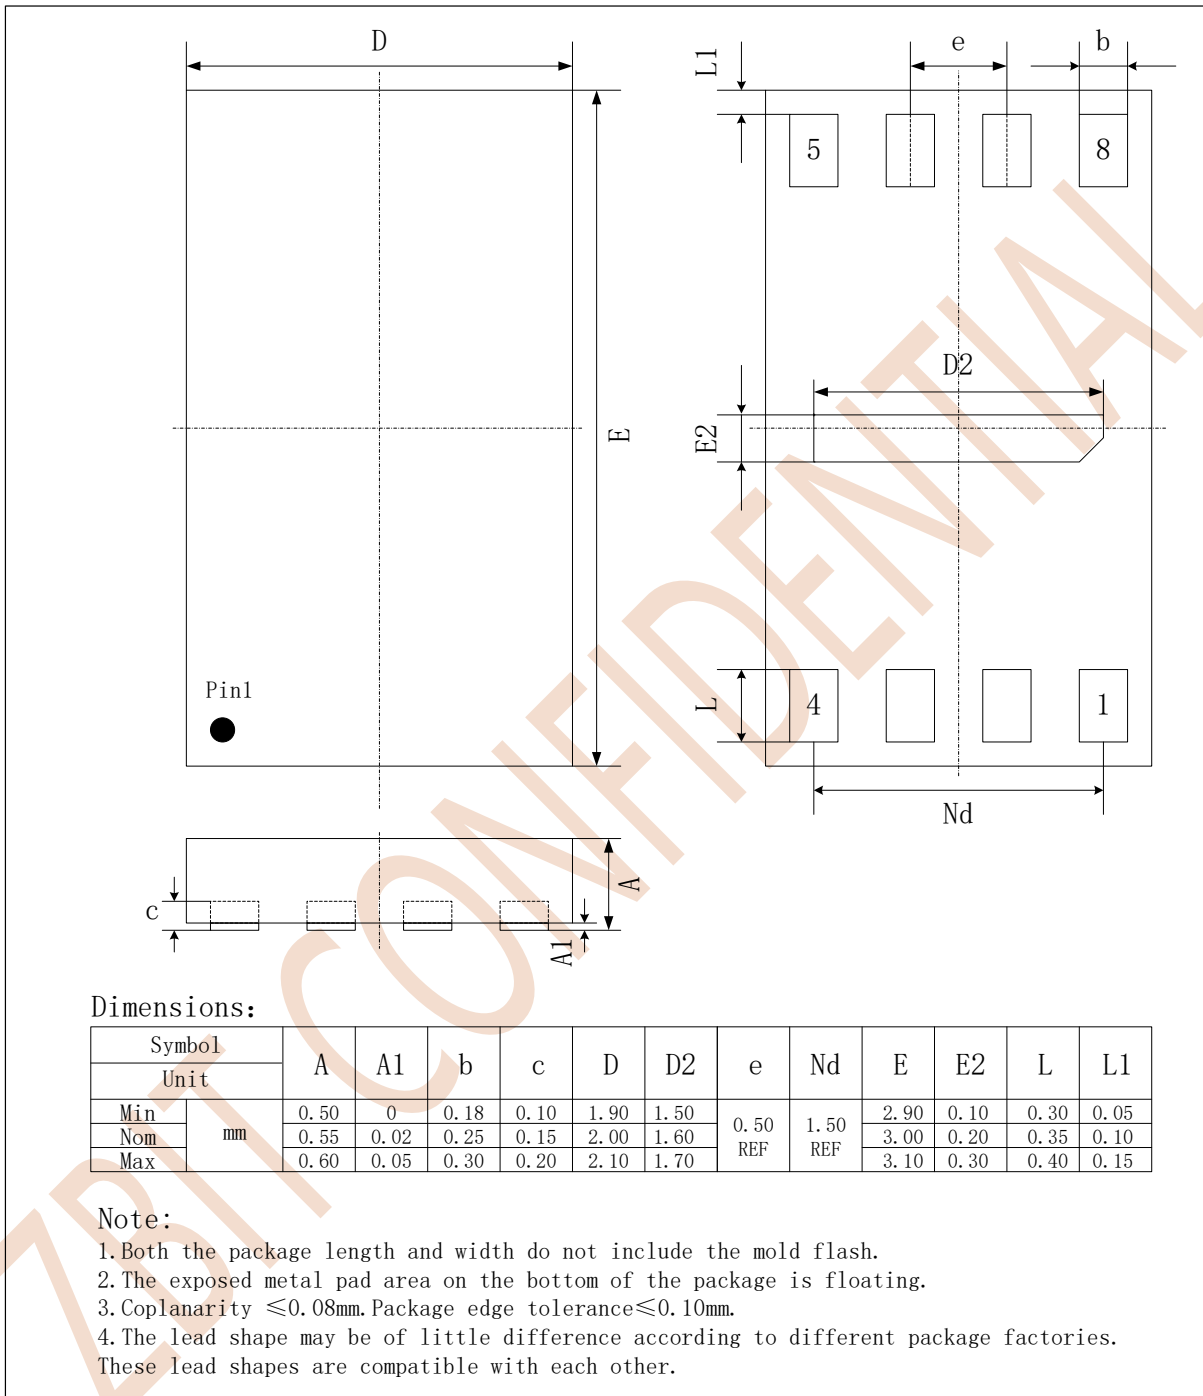 D
L1
e
b
5
8
E
D2
E2
Pin1
L
4
1
Nd
c
A
A1
Dimensions:
Symbol A A1 b c D D2 e Nd E E2 L L1
Unit
Min mm 0.50 0 0.18 0.10 1.90 1.50 0.50 REF 1.50 REF 2.90 0.10 0.30 0.05
Nom 0.55 0.02 0.25 0.15 2.00 1.60 3.00 0.20 0.35 0.10
Max 0.60 0.05 0.30 0.20 2.10 1.70 3.10 0.30 0.40 0.15
Note:
1.Both the package length and width do not include the mold flash.
2.The exposed metal pad area on the bottom of the package is floating.
3.Coplanarity ≤0.08mm.Package edge tolerance≤0.10mm.
4.The lead shape may be of little difference according to different package factories.
These lead shapes are compatible with each other.
ZBIT CONFIDENTIAL